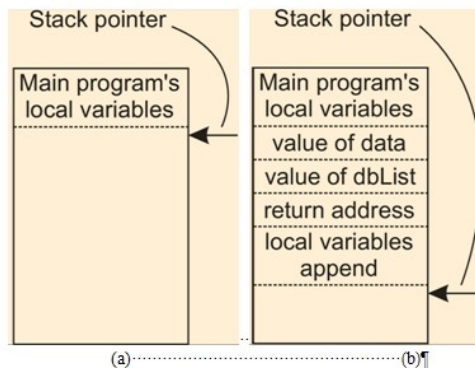 Stack pointer
Main program's
local variables
(a)
Stack pointer
Main program's
local variables
value of data
value of dbList
return address
local variables
append
(b)¶